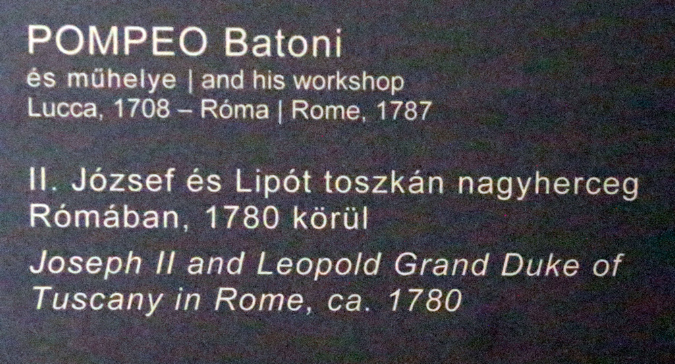 POMPEO Batoni
és műhelye | and his workshop
Lucca, 1708 – Róma | Rome, 1787
II. József és Lipót toszkán nagyherceg
Rómában, 1780 körül
Joseph II and Leopold Grand Duke of
Tuscany in Rome, ca. 1780